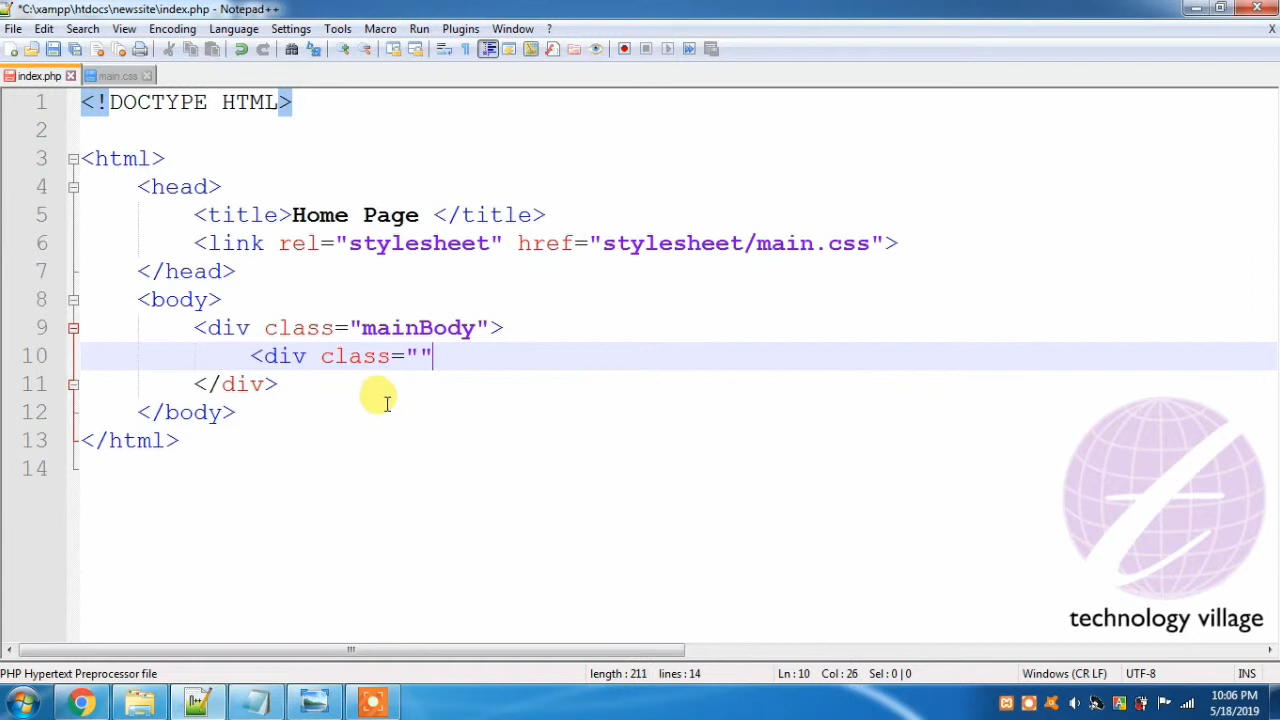 *C:\xampp\htdocs\newssite\index.php - Notepad++
File Edit Search View Encoding Language Settings Tools Macro Run Plugins Window ? X
index.php main.css
1 <!DOCTYPE HTML>
2
3 <html>
4 <head>
5 <title>Home Page </title>
6 <link rel="stylesheet" href="stylesheet/main.css">
7 </head>
8 <body>
9 <div class="mainBody">
10 <div class=""
11 </div>
12 </body>
13 </html>
14
technology village
PHP Hypertext Preprocessor file length : 211 lines : 14 Ln : 10 Col : 26 Sel : 0 | 0 Windows (CR LF) UTF-8 INS
10:06 PM
5/18/2019